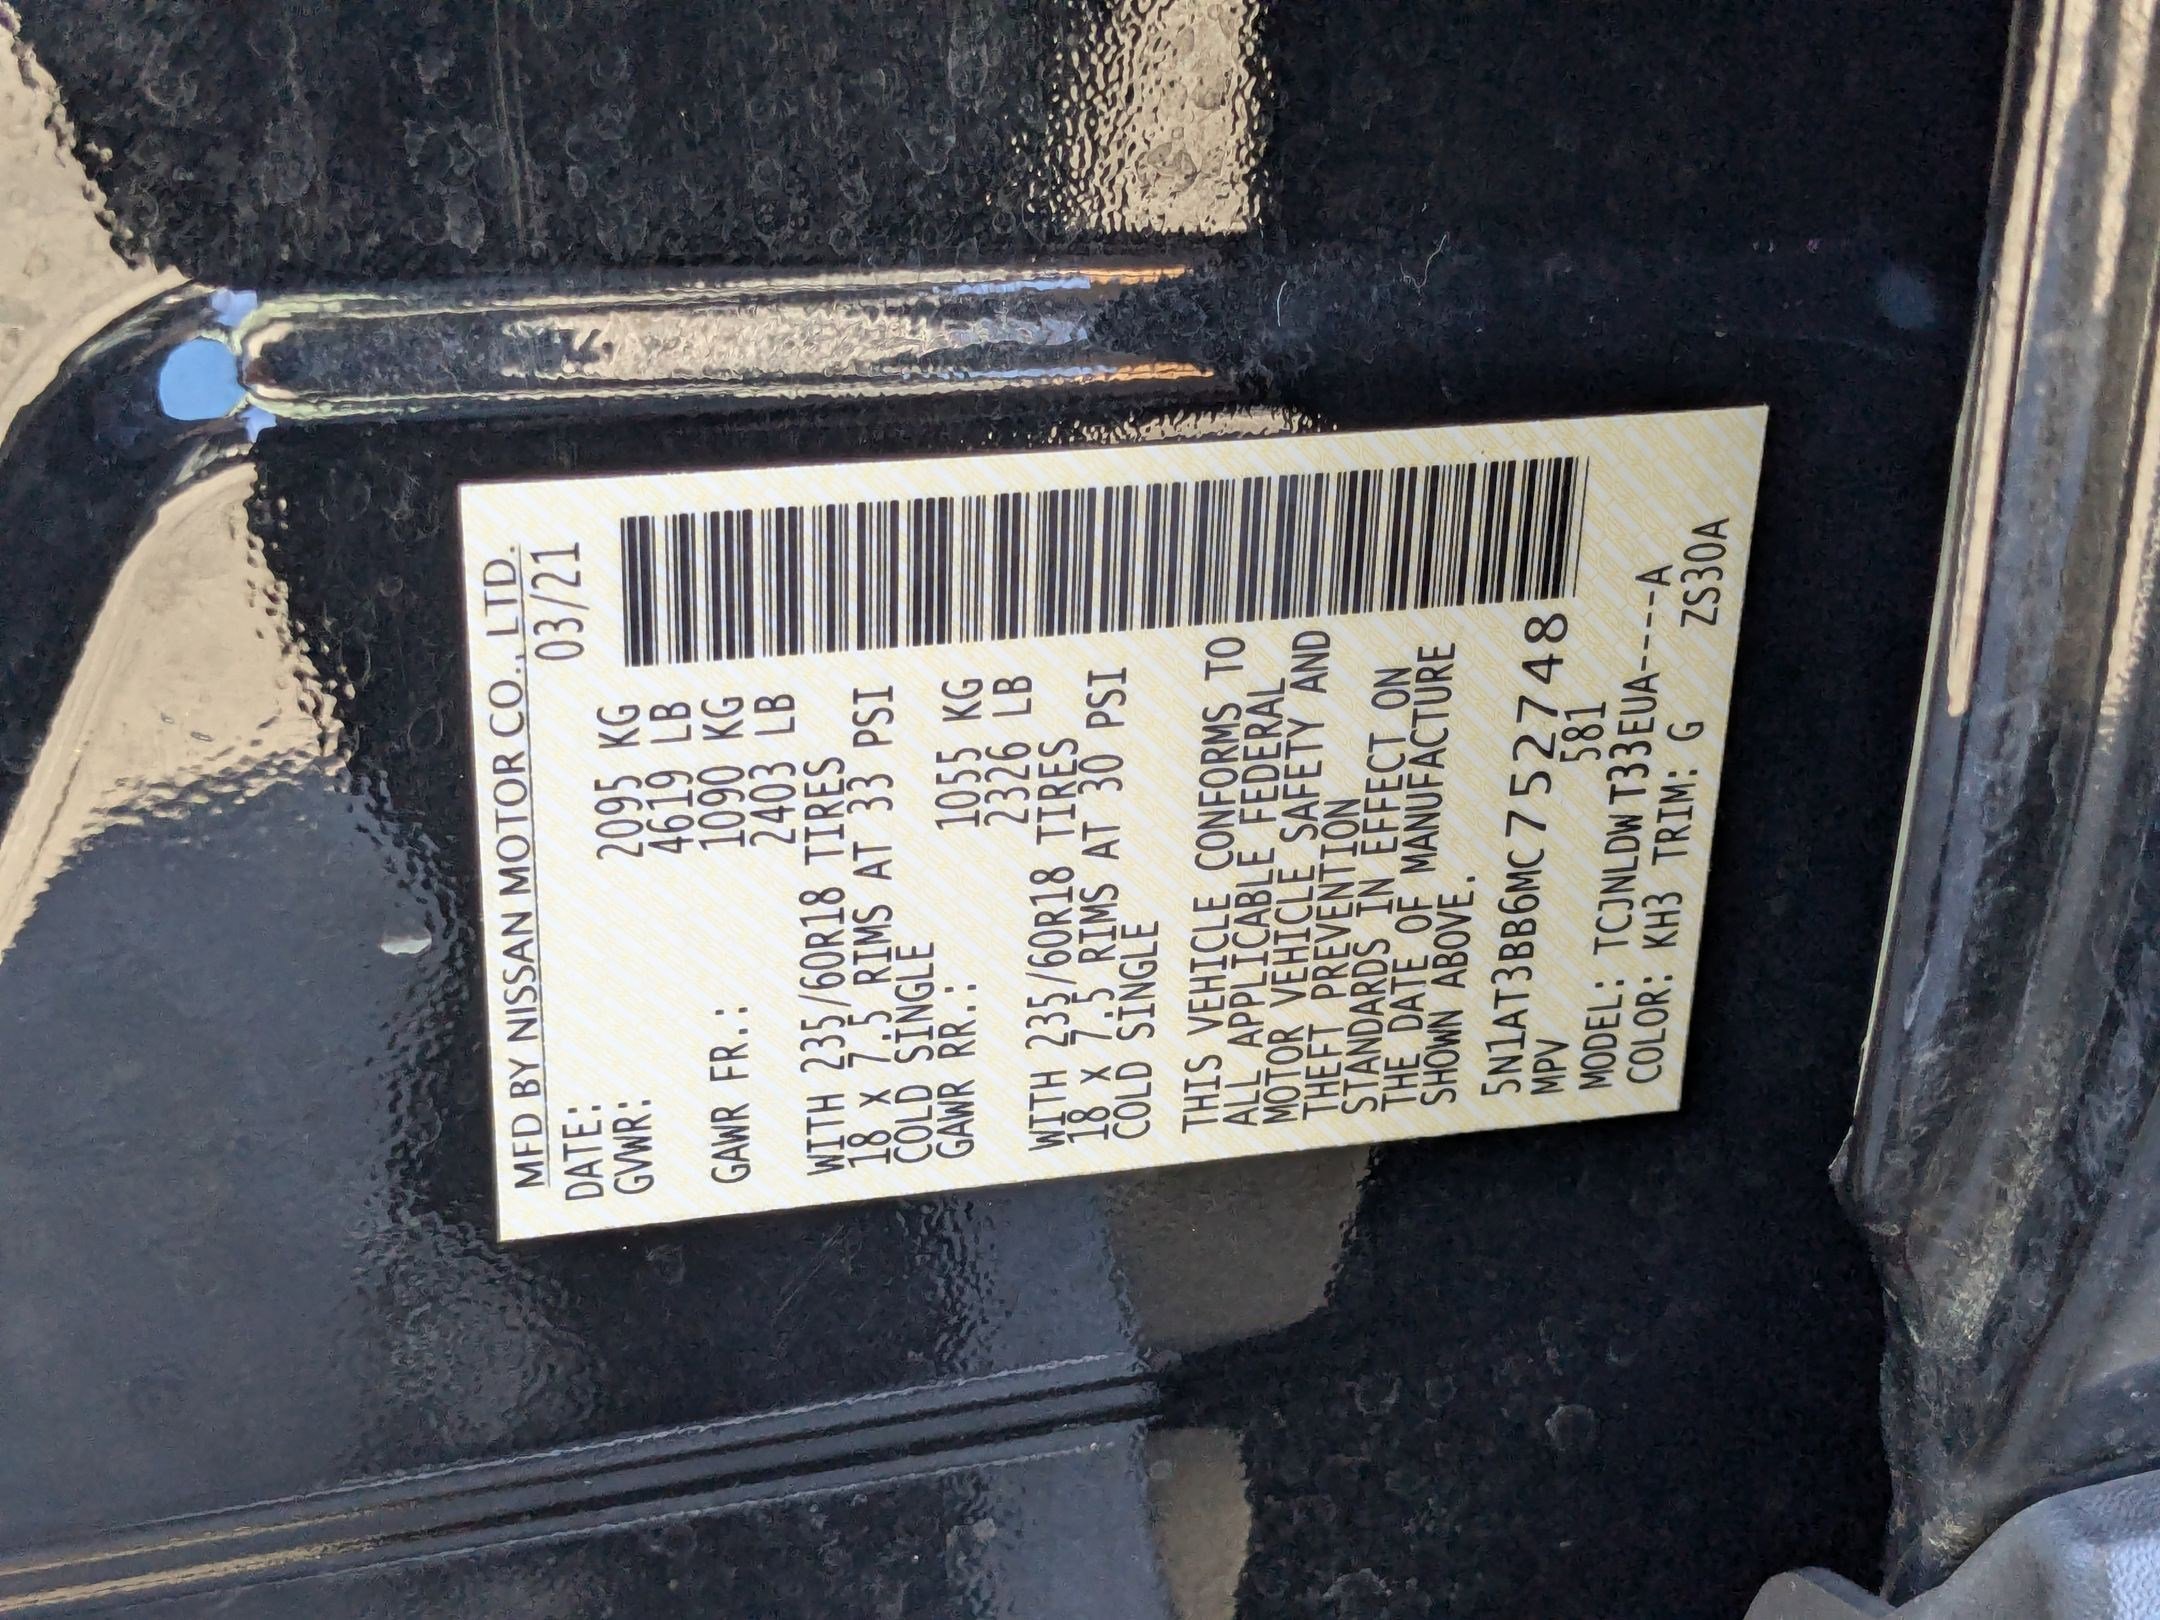 MFD BY NISSAN MOTOR CO., LTD.
DATE: 03/21
GVWR: 2095 KG
4619 LB
GAWR FR.: 1090 KG
2403 LB
WITH 235/60R18 TIRES
18 X 7.5 RIMS AT 33 PSI
COLD SINGLE
GAWR RR.: 1055 KG
2326 LB
WITH 235/60R18 TIRES
18 X 7.5 RIMS AT 30 PSI
COLD SINGLE
THIS VEHICLE CONFORMS TO
ALL APPLICABLE FEDERAL
MOTOR VEHICLE SAFETY AND
THEFT PREVENTION
STANDARDS IN EFFECT ON
THE DATE OF MANUFACTURE
SHOWN ABOVE.
5N1AT3BB6MC752748
MPV 581
MODEL: TCJNLDW T33EUA----A
COLOR: KH3 TRIM: G ZS30A